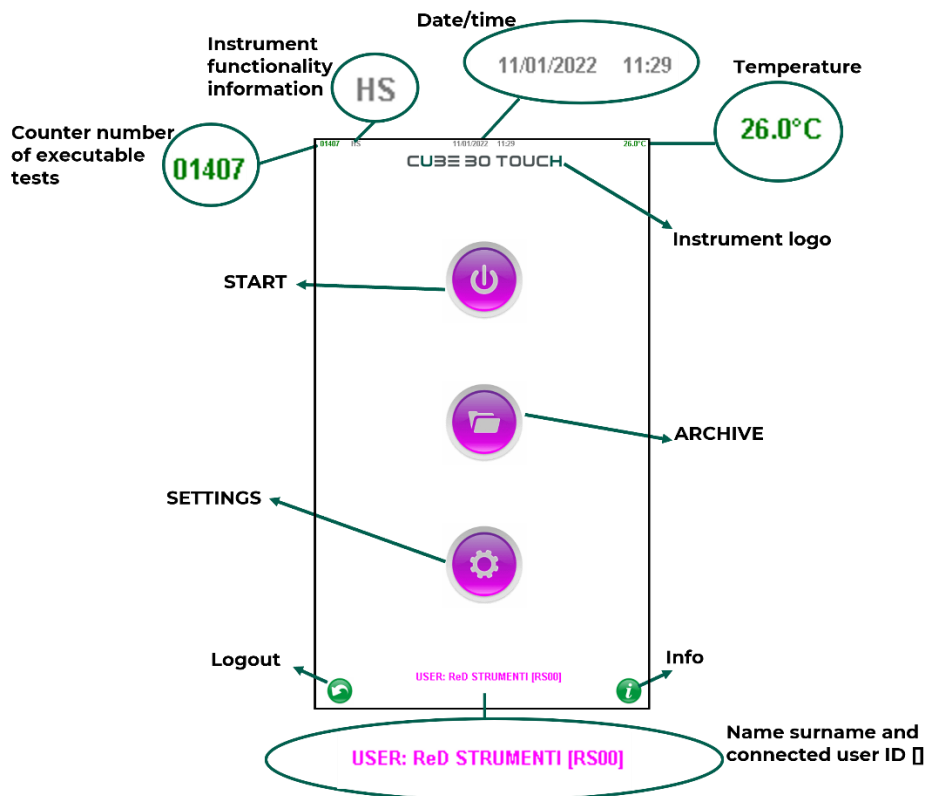 Date/time
Instrument
functionality
information
HS
11/01/2022 11:29
Temperature
26.0°C
Counter number
of executable
tests
01407
01407 HS 11/01/2022 11:29 26.0°C
CUBE 30 TOUCH
Instrument logo
START
ARCHIVE
SETTINGS
Logout
Info
USER: ReD STRUMENTI [RS00]
Name surname and
connected user ID []
USER: ReD STRUMENTI [RS00]